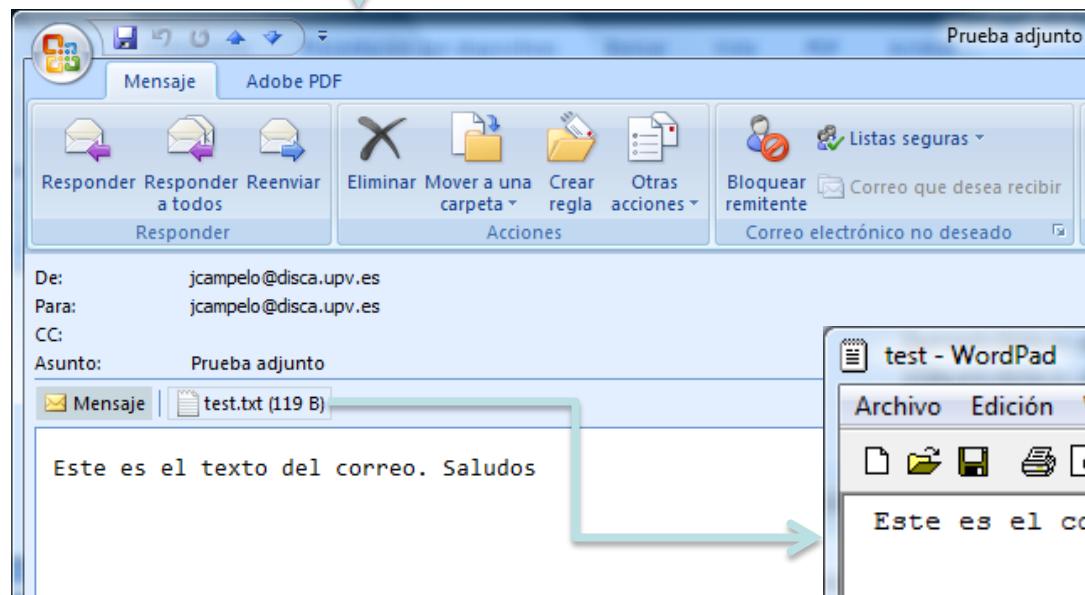 Prueba adjunto
Mensaje Adobe PDF
Responder Responder a todos Reenviar
Eliminar Mover a una carpeta Crear regla Otras acciones
Bloquear remitente Listas seguras
Correo que desea recibir
Responder Acciones Correo electrónico no deseado
De: jcampelo@disca.upv.es
Para: jcampelo@disca.upv.es
CC:
Asunto: Prueba adjunto
Mensaje test.txt (119 B)
Este es el texto del correo. Saludos
test - WordPad
Archivo Edición
Este es el co